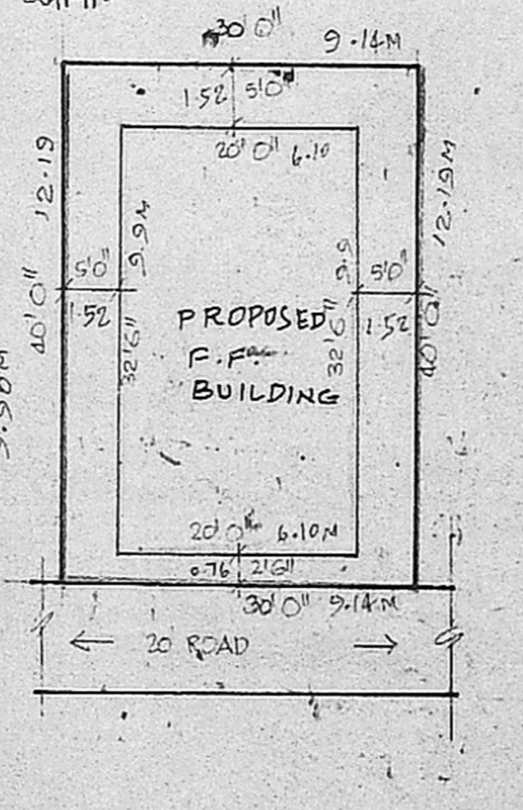 30'0" 9.14M
1.52 5'0"
20'0" 6.10
12.19
40'0"
5'0"
1.52
9.9M
32'6"
PROPOSED
F.F
BUILDING
9.9
32'6"
5'0"
1.52
12.19M
40'0"
20'0" 6.10M
0.76 2'6"
30'0" 9.14M
← 20' ROAD →